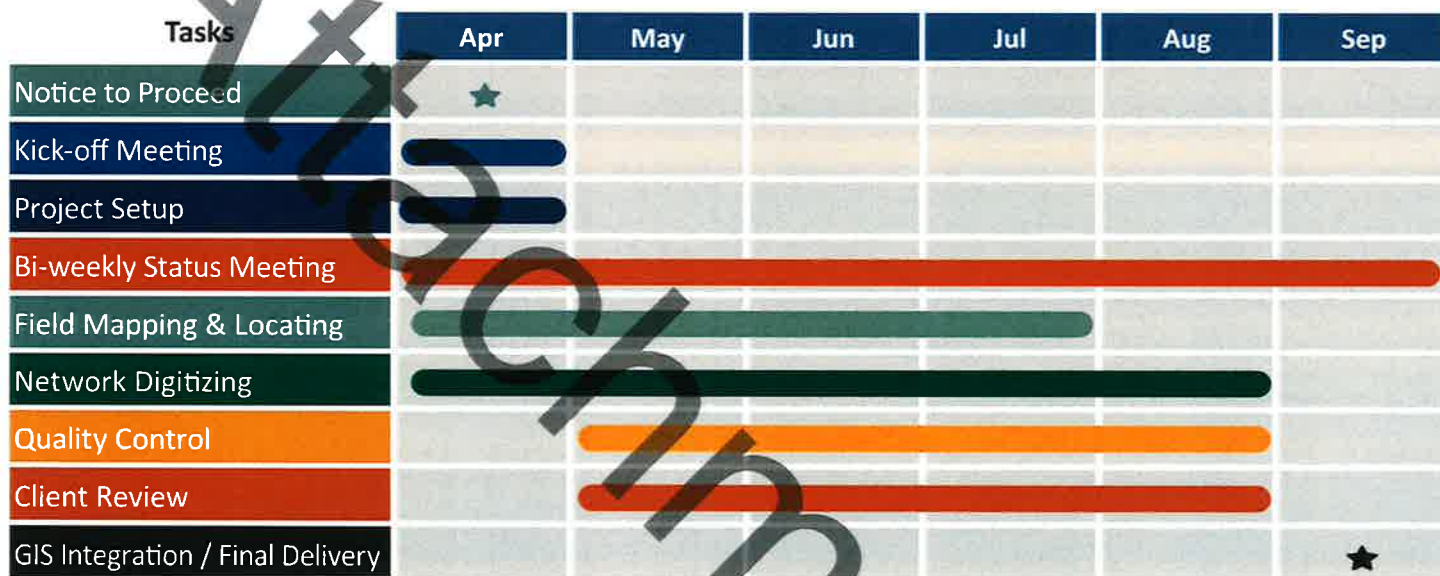 Tasks Apr May Jun Jul Aug Sep
Notice to Proceed
Kick-off Meeting
Project Setup
Bi-weekly Status Meeting
Field Mapping & Locating
Network Digitizing
Quality Control
Client Review
GIS Integration / Final Delivery